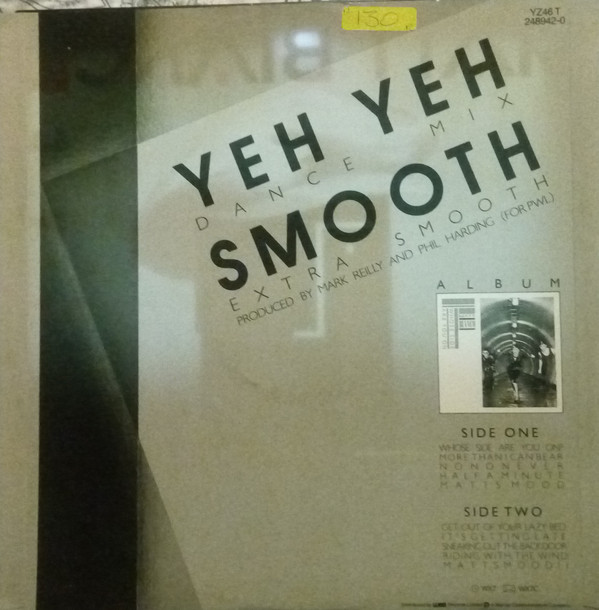 150,
YZ46 T
248942-0
YEH YEH
DANCE MIX
SMOOTH
EXTRA SMOOTH
PRODUCED BY MARK REILLY AND PHIL HARDING (FOR PWL)
ALBUM
SIDE ONE
WHOSE SIDE ARE YOU ON?
MORE THAN I CAN BEAR
NO NO NEVER
HALF A MINUTE
MATT'S MOOD
SIDE TWO
GET OUT OF YOUR LAZY BED
IT'S GETTING LATE
SNEAKING OUT THE BACK DOOR
RIDING WITH THE WIND
MATT'S MOOD II